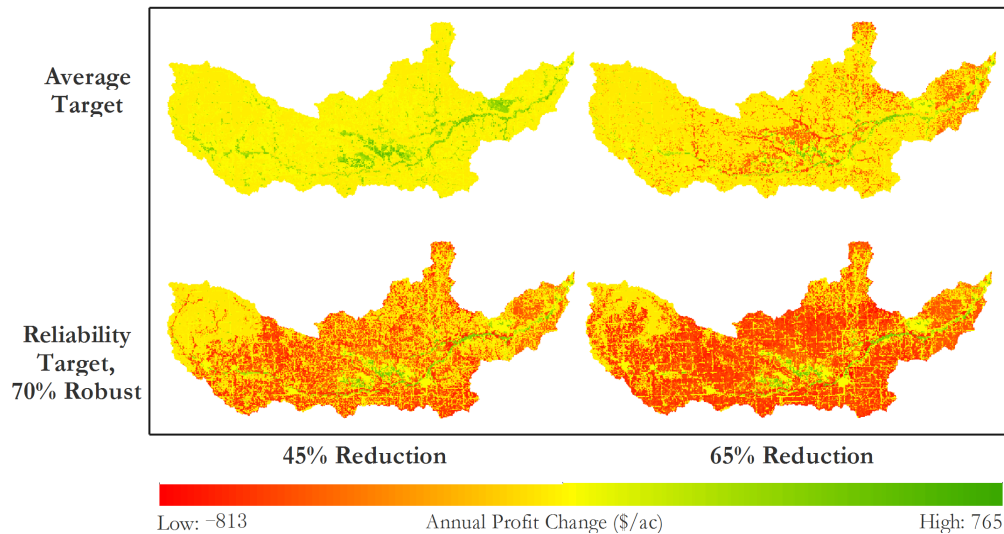 Average
Target
Reliability
Target,
70% Robust
45% Reduction
65% Reduction
Low: −813
Annual Profit Change ($/ac)
High: 765